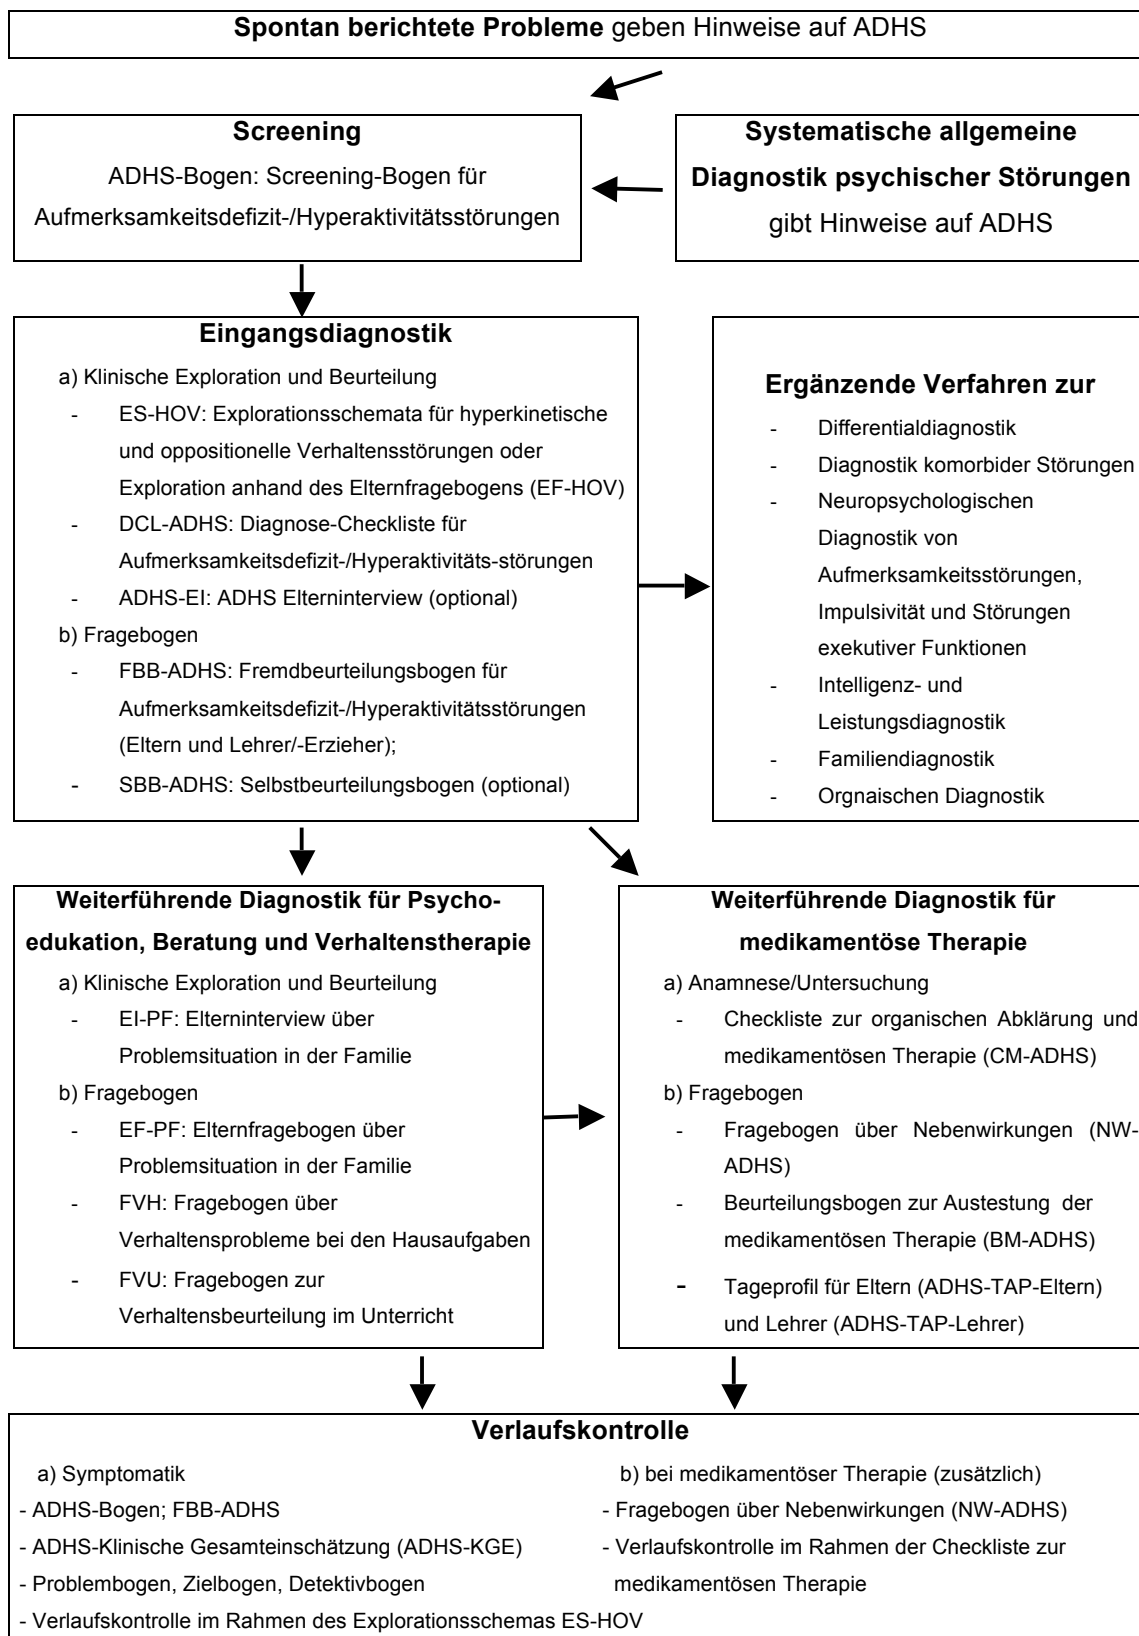 Spontan berichtete Probleme geben Hinweise auf ADHS
Screening
ADHS-Bogen: Screening-Bogen für
Aufmerksamkeitsdefizit-/Hyperaktivitätsstörungen
Systematische allgemeine
Diagnostik psychischer Störungen
gibt Hinweise auf ADHS
Eingangsdiagnostik
a) Klinische Exploration und Beurteilung
- ES-HOV: Explorationsschemata für hyperkinetische
und oppositionelle Verhaltensstörungen oder
Exploration anhand des Elternfragebogens (EF-HOV)
- DCL-ADHS: Diagnose-Checkliste für
Aufmerksamkeitsdefizit-/Hyperaktivitäts-störungen
- ADHS-EI: ADHS Elterninterview (optional)
b) Fragebogen
- FBB-ADHS: Fremdbeurteilungsbogen für
Aufmerksamkeitsdefizit-/Hyperaktivitätsstörungen
(Eltern und Lehrer/-Erzieher);
- SBB-ADHS: Selbstbeurteilungsbogen (optional)
Ergänzende Verfahren zur
- Differentialdiagnostik
- Diagnostik komorbider Störungen
- Neuropsychologischen
Diagnostik von
Aufmerksamkeitsstörungen,
Impulsivität und Störungen
exekutiver Funktionen
- Intelligenz- und
Leistungsdiagnostik
- Familiendiagnostik
- Orgnaischen Diagnostik
Weiterführende Diagnostik für Psycho-
edukation, Beratung und Verhaltenstherapie
a) Klinische Exploration und Beurteilung
- EI-PF: Elterninterview über
Problemsituation in der Familie
b) Fragebogen
- EF-PF: Elternfragebogen über
Problemsituation in der Familie
- FVH: Fragebogen über
Verhaltensprobleme bei den Hausaufgaben
- FVU: Fragebogen zur
Verhaltensbeurteilung im Unterricht
Weiterführende Diagnostik für
medikamentöse Therapie
a) Anamnese/Untersuchung
- Checkliste zur organischen Abklärung und
medikamentösen Therapie (CM-ADHS)
b) Fragebogen
- Fragebogen über Nebenwirkungen (NW-
ADHS)
- Beurteilungsbogen zur Austestung der
medikamentösen Therapie (BM-ADHS)
- Tageprofil für Eltern (ADHS-TAP-Eltern)
und Lehrer (ADHS-TAP-Lehrer)
Verlaufskontrolle
a) Symptomatik
- ADHS-Bogen; FBB-ADHS
- ADHS-Klinische Gesamteinschätzung (ADHS-KGE)
- Problembogen, Zielbogen, Detektivbogen
- Verlaufskontrolle im Rahmen des Explorationsschemas ES-HOV
b) bei medikamentöser Therapie (zusätzlich)
- Fragebogen über Nebenwirkungen (NW-ADHS)
- Verlaufskontrolle im Rahmen der Checkliste zur
medikamentösen Therapie